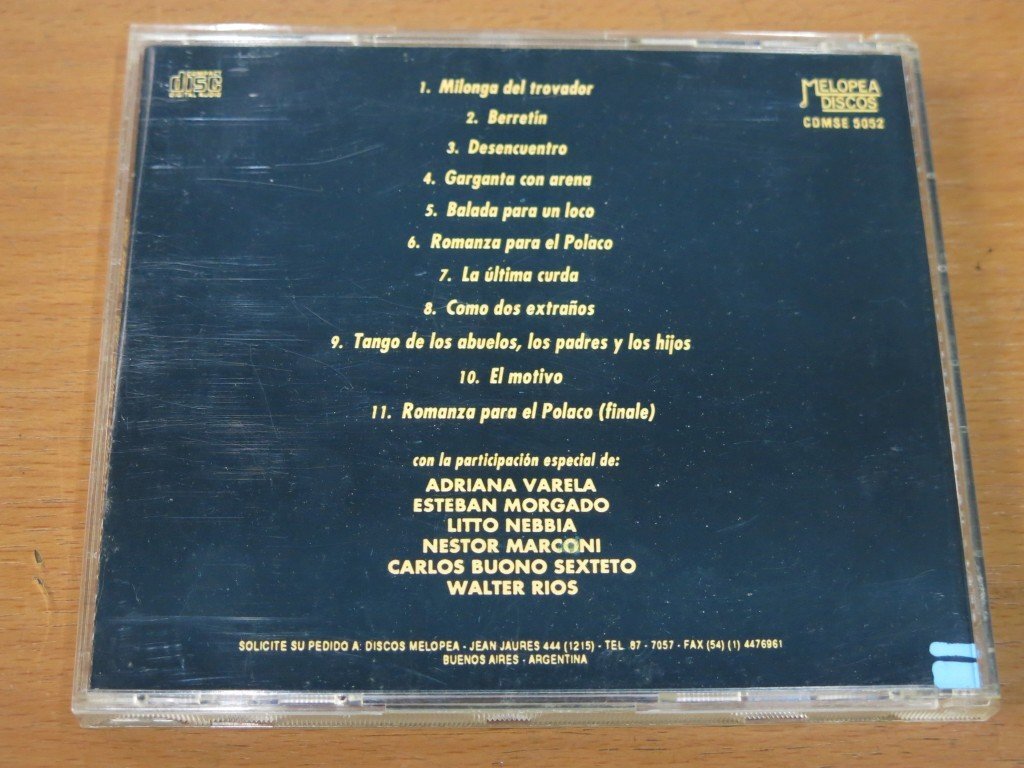 COMPACT
disc
DIGITAL AUDIO
MELOPEA
DISCOS
CDMSE 5052
1. Milonga del trovador
2. Berretín
3. Desencuentro
4. Garganta con arena
5. Balada para un loco
6. Romanza para el Polaco
7. La última curda
8. Como dos extraños
9. Tango de los abuelos, los padres y los hijos
10. El motivo
11. Romanza para el Polaco (finale)
con la participación especial de:
ADRIANA VARELA
ESTEBAN MORGADO
LITTO NEBBIA
NESTOR MARCONI
CARLOS BUONO SEXTETO
WALTER RIOS
SOLICITE SU PEDIDO A: DISCOS MELOPEA - JEAN JAURES 444 (1215) - TEL. 87 - 7057 - FAX (54) (1) 4476961
BUENOS AIRES - ARGENTINA